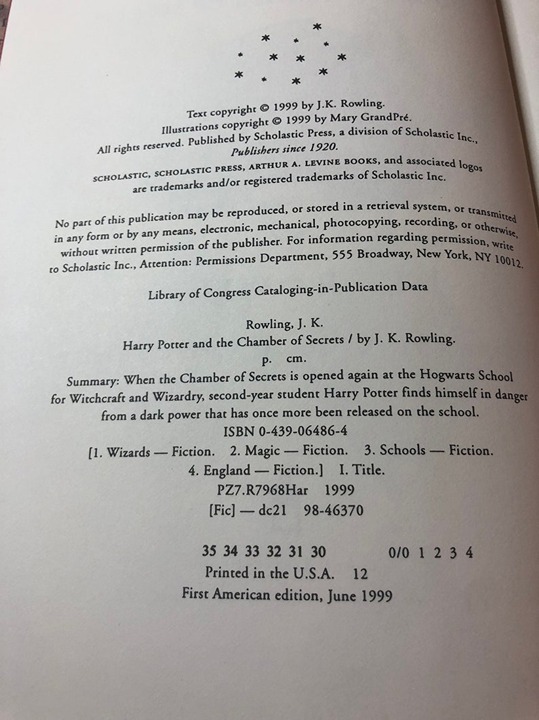 Text copyright © 1999 by J.K. Rowling.
Illustrations copyright © 1999 by Mary GrandPré.
All rights reserved. Published by Scholastic Press, a division of Scholastic Inc.,
Publishers since 1920.
SCHOLASTIC, SCHOLASTIC PRESS, ARTHUR A. LEVINE BOOKS, and associated logos
are trademarks and/or registered trademarks of Scholastic Inc.
No part of this publication may be reproduced, or stored in a retrieval system, or transmitted
in any form or by any means, electronic, mechanical, photocopying, recording, or otherwise,
without written permission of the publisher. For information regarding permission, write
to Scholastic Inc., Attention: Permissions Department, 555 Broadway, New York, NY 10012.
Library of Congress Cataloging-in-Publication Data
Rowling, J. K.
Harry Potter and the Chamber of Secrets / by J. K. Rowling.
p. cm.
Summary: When the Chamber of Secrets is opened again at the Hogwarts School
for Witchcraft and Wizardry, second-year student Harry Potter finds himself in danger
from a dark power that has once more been released on the school.
ISBN 0-439-06486-4
[1. Wizards — Fiction. 2. Magic — Fiction. 3. Schools — Fiction.
4. England — Fiction.] I. Title.
PZ7.R7968Har 1999
[Fic] — dc21 98-46370
35 34 33 32 31 30 0/0 1 2 3 4
Printed in the U.S.A. 12
First American edition, June 1999